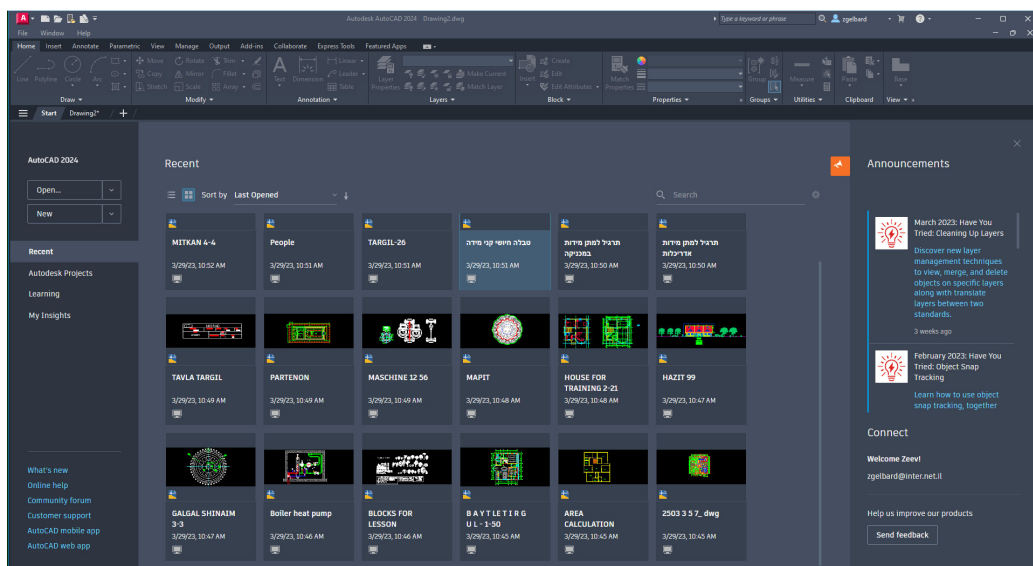 Autodesk AutoCAD 2024 Drawing2.dwg
Type a keyword or phrase
zgelbard
File Window Help
Home Insert Annotate Parametric View Manage Output Add-ins Collaborate Express Tools Featured Apps
Line Polyline Circle Arc
Move Rotate Trim
Copy Mirror Fillet
Stretch Scale Array
Text Dimension
Linear
Leader
Table
Layer Properties
Make Current
Match Layer
Insert
Create
Edit
Edit Attributes
Match Properties
Group
Measure
Paste
Base
Draw Modify Annotation Layers Block Properties Groups Utilities Clipboard View
Start Drawing2*
AutoCAD 2024
Open...
New
Recent
Autodesk Projects
Learning
My Insights
What's new
Online help
Community forum
Customer support
AutoCAD mobile app
AutoCAD web app
Recent
Sort by Last Opened
Search
MITKAN 4-4
3/29/23, 10:52 AM
People
3/29/23, 10:51 AM
TARGIL-26
3/29/23, 10:51 AM
טבלה חיושי קני מידה
3/29/23, 10:51 AM
תרגיל למתן מידות
במכניקה
3/29/23, 10:50 AM
תרגיל למתן מידות
אדריכלות
3/29/23, 10:50 AM
TAVLA TARGIL
3/29/23, 10:49 AM
PARTENON
3/29/23, 10:49 AM
MASCHINE 12 56
3/29/23, 10:49 AM
MAPIT
3/29/23, 10:48 AM
HOUSE FOR
TRAINING 2-21
3/29/23, 10:48 AM
HAZIT 99
3/29/23, 10:47 AM
GALGAL SHINAIM
3-3
3/29/23, 10:47 AM
Boiler heat pump
3/29/23, 10:46 AM
BLOCKS FOR
LESSON
3/29/23, 10:46 AM
B A Y T L E T I R G
U L - 1-50
3/29/23, 10:45 AM
AREA
CALCULATION
3/29/23, 10:45 AM
2503 3 5 7_ dwg
3/29/23, 10:45 AM
Announcements
March 2023: Have You
Tried: Cleaning Up Layers
Discover new layer
management techniques
to view, merge, and delete
objects on specific layers
along with translate
layers between two
standards.
3 weeks ago
February 2023: Have You
Tried: Object Snap
Tracking
Learn how to use object
snap tracking, together
Connect
Welcome Zeev!
zgelbard@inter.net.il
Help us improve our products
Send feedback